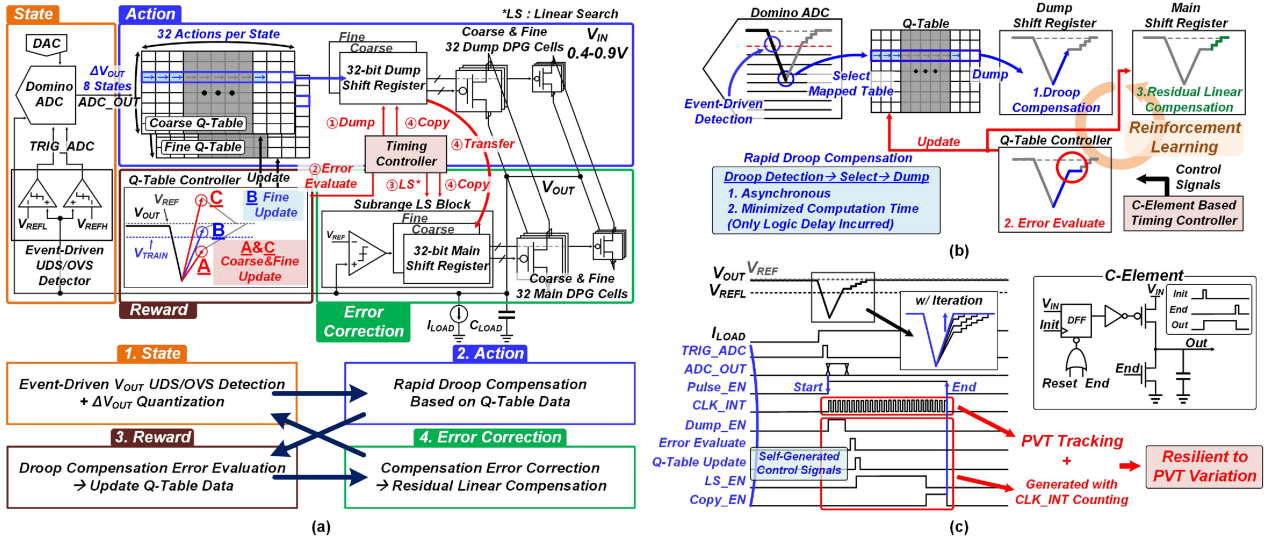 State
Action
*LS : Linear Search
DAC
Domino
ADC
ΔV_OUT
8 States
ADC_OUT
TRIG_ADC
V_REFL
V_REFH
Event-Driven
UDS/OVS
Detector
32 Actions per State
Coarse Q-Table
Fine Q-Table
Update
Fine
Coarse
32-bit Dump
Shift Register
Coarse & Fine
32 Dump DPG Cells
V_IN
0.4-0.9V
①Dump
④Copy
④Transfer
Timing
Controller
②Error
Evaluate
③LS*
④Copy
Q-Table Controller
V_REF
V_OUT
V_TRAIN
C
B
A
B Fine
Update
A&C
Coarse&Fine
Update
Reward
Subrange LS Block
Fine
Coarse
V_REF
32-bit Main
Shift Register
V_OUT
Coarse & Fine
32 Main DPG Cells
Error
Correction
I_LOAD
C_LOAD
1. State
Event-Driven V_OUT UDS/OVS Detection
+ ΔV_OUT Quantization
2. Action
Rapid Droop Compensation
Based on Q-Table Data
3. Reward
Droop Compensation Error Evaluation
→ Update Q-Table Data
4. Error Correction
Compensation Error Correction
→ Residual Linear Compensation
(a)
Domino ADC
Q-Table
Dump
Shift Register
Main
Shift Register
Event-Driven
Detection
Select
Mapped Table
Dump
1.Droop
Compensation
3.Residual Linear
Compensation
Update
Q-Table Controller
Reinforcement
Learning
2. Error Evaluate
Control
Signals
C-Element Based
Timing Controller
Rapid Droop Compensation
Droop Detection→ Select→ Dump
1. Asynchronous
2. Minimized Computation Time
(Only Logic Delay Incurred)
(b)
V_OUT
V_REF
V_REFL
w/ Iteration
I_LOAD
TRIG_ADC
ADC_OUT
Pulse_EN
Start
End
CLK_INT
Dump_EN
Error Evaluate
Q-Table Update
LS_EN
Copy_EN
Self-Generated
Control Signals
C-Element
V_IN
Init
DFF
Reset
End
V_IN
End
Out
Init
End
Out
PVT Tracking
+
Generated with
CLK_INT Counting
Resilient to
PVT Variation
(c)